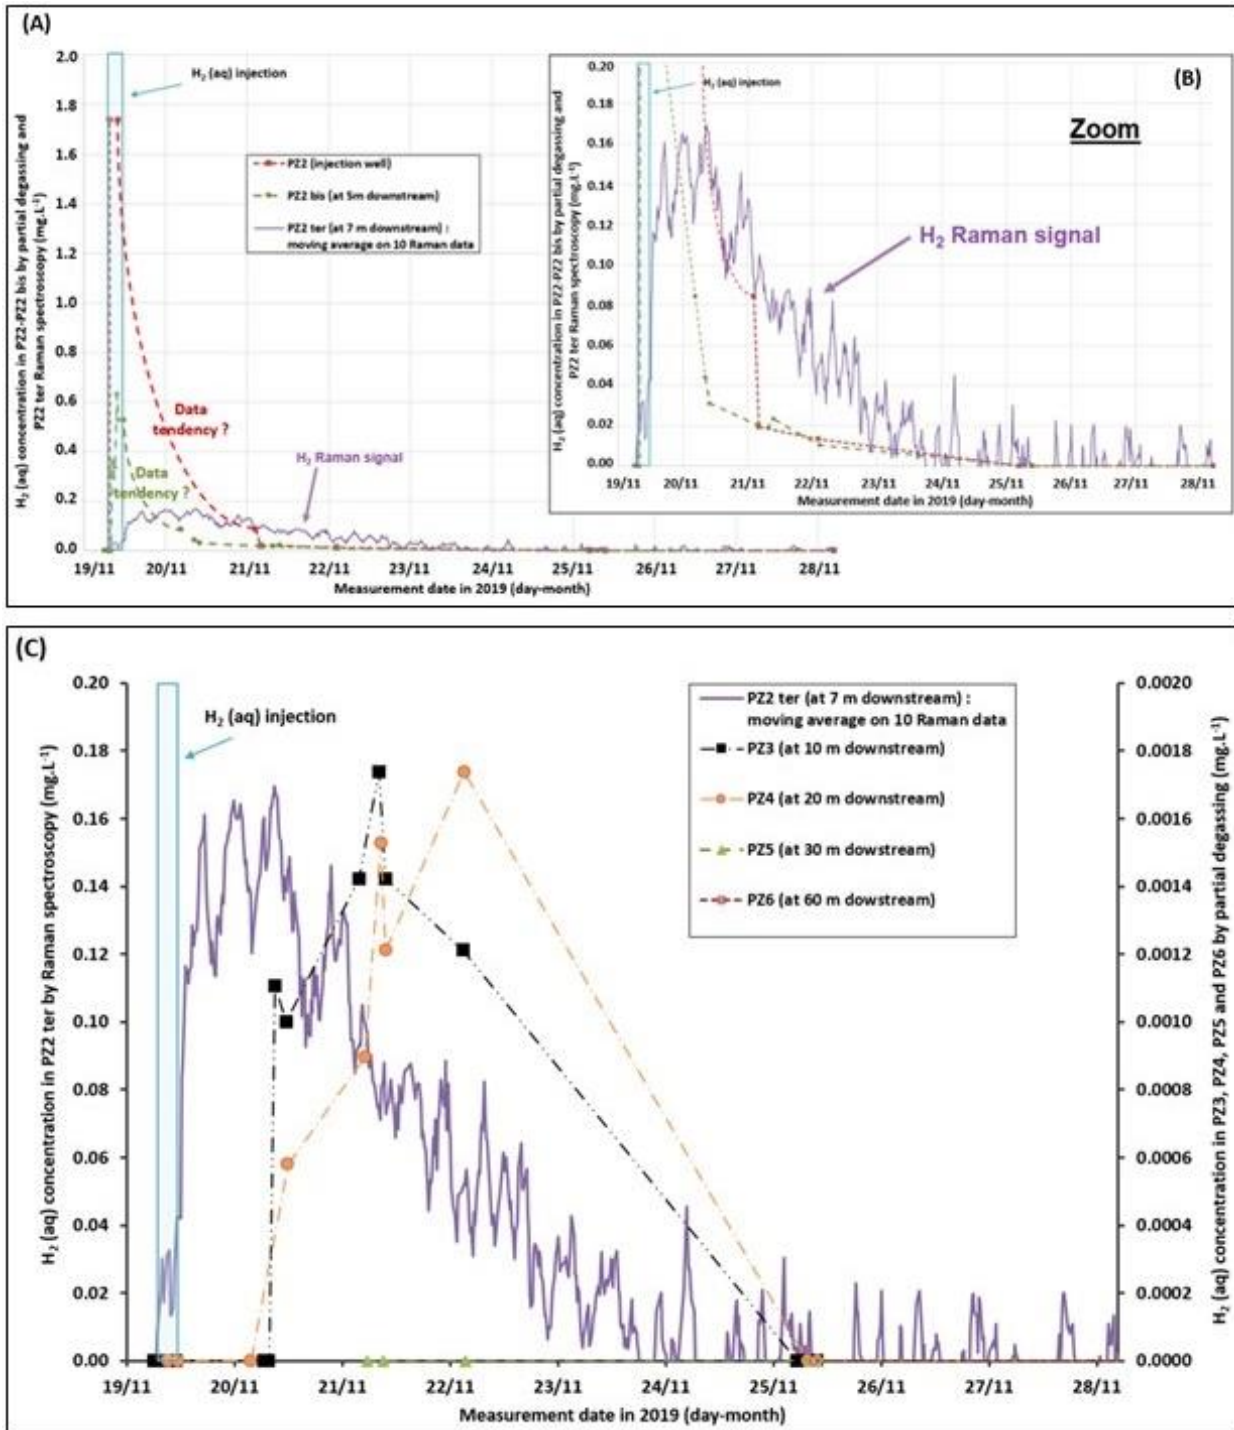 (A)
H₂ (aq) concentration in PZ2-PZ2 bis by partial degassing and
PZ2 ter Raman spectroscopy (mg.L⁻¹)
2.0
1.8
1.6
1.4
1.2
1.0
0.8
0.6
0.4
0.2
0.0
H₂ (aq) injection
PZ2 (injection well)
PZ2 bis (at 5m downstream)
PZ2 ter (at 7 m downstream) :
moving average on 10 Raman data
Data
tendency ?
Data
tendency ?
H₂ Raman signal
19/11 20/11 21/11 22/11 23/11 24/11 25/11 26/11 27/11 28/11
Measurement date in 2019 (day-month)
(B)
H₂ (aq) concentration in PZ2-PZ2 bis by partial degassing and
PZ2 ter Raman spectroscopy (mg.L⁻¹)
0.20
0.18
0.16
0.14
0.12
0.10
0.08
0.06
0.04
0.02
0.00
H₂ (aq) injection
Zoom
H₂ Raman signal
19/11 20/11 21/11 22/11 23/11 24/11 25/11 26/11 27/11 28/11
Measurement date in 2019 (day-month)
(C)
H₂ (aq) concentration in PZ2 ter by Raman spectroscopy (mg.L⁻¹)
0.20
0.18
0.16
0.14
0.12
0.10
0.08
0.06
0.04
0.02
0.00
H₂ (aq) injection
PZ2 ter (at 7 m downstream) :
moving average on 10 Raman data
PZ3 (at 10 m downstream)
PZ4 (at 20 m downstream)
PZ5 (at 30 m dowstream)
PZ6 (at 60 m dowstream)
0.0020
0.0018
0.0016
0.0014
0.0012
0.0010
0.0008
0.0006
0.0004
0.0002
0.0000
H₂ (aq) concentration in PZ3, PZ4, PZ5 and PZ6 by partial degassing (mg.L⁻¹)
19/11 20/11 21/11 22/11 23/11 24/11 25/11 26/11 27/11 28/11
Measurement date in 2019 (day-month)